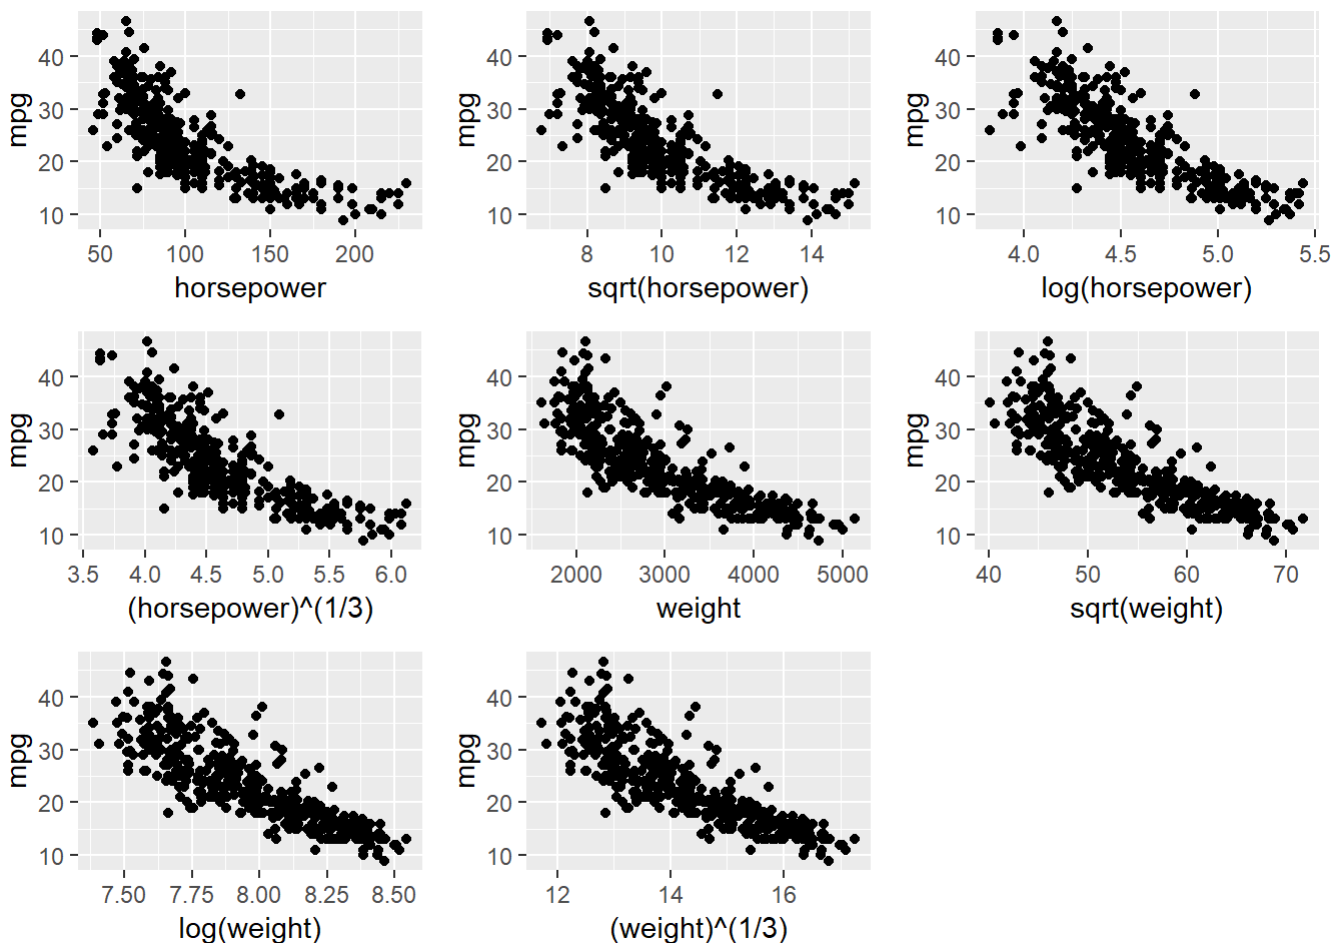 mpg
40
30
20
10
50 100 150 200
horsepower
mpg
40
30
20
10
8 10 12 14
sqrt(horsepower)
mpg
40
30
20
10
4.0 4.5 5.0 5.5
log(horsepower)
mpg
40
30
20
10
3.5 4.0 4.5 5.0 5.5 6.0
(horsepower)^(1/3)
mpg
40
30
20
10
2000 3000 4000 5000
weight
mpg
40
30
20
10
40 50 60 70
sqrt(weight)
mpg
40
30
20
10
7.50 7.75 8.00 8.25 8.50
log(weight)
mpg
40
30
20
10
12 14 16
(weight)^(1/3)